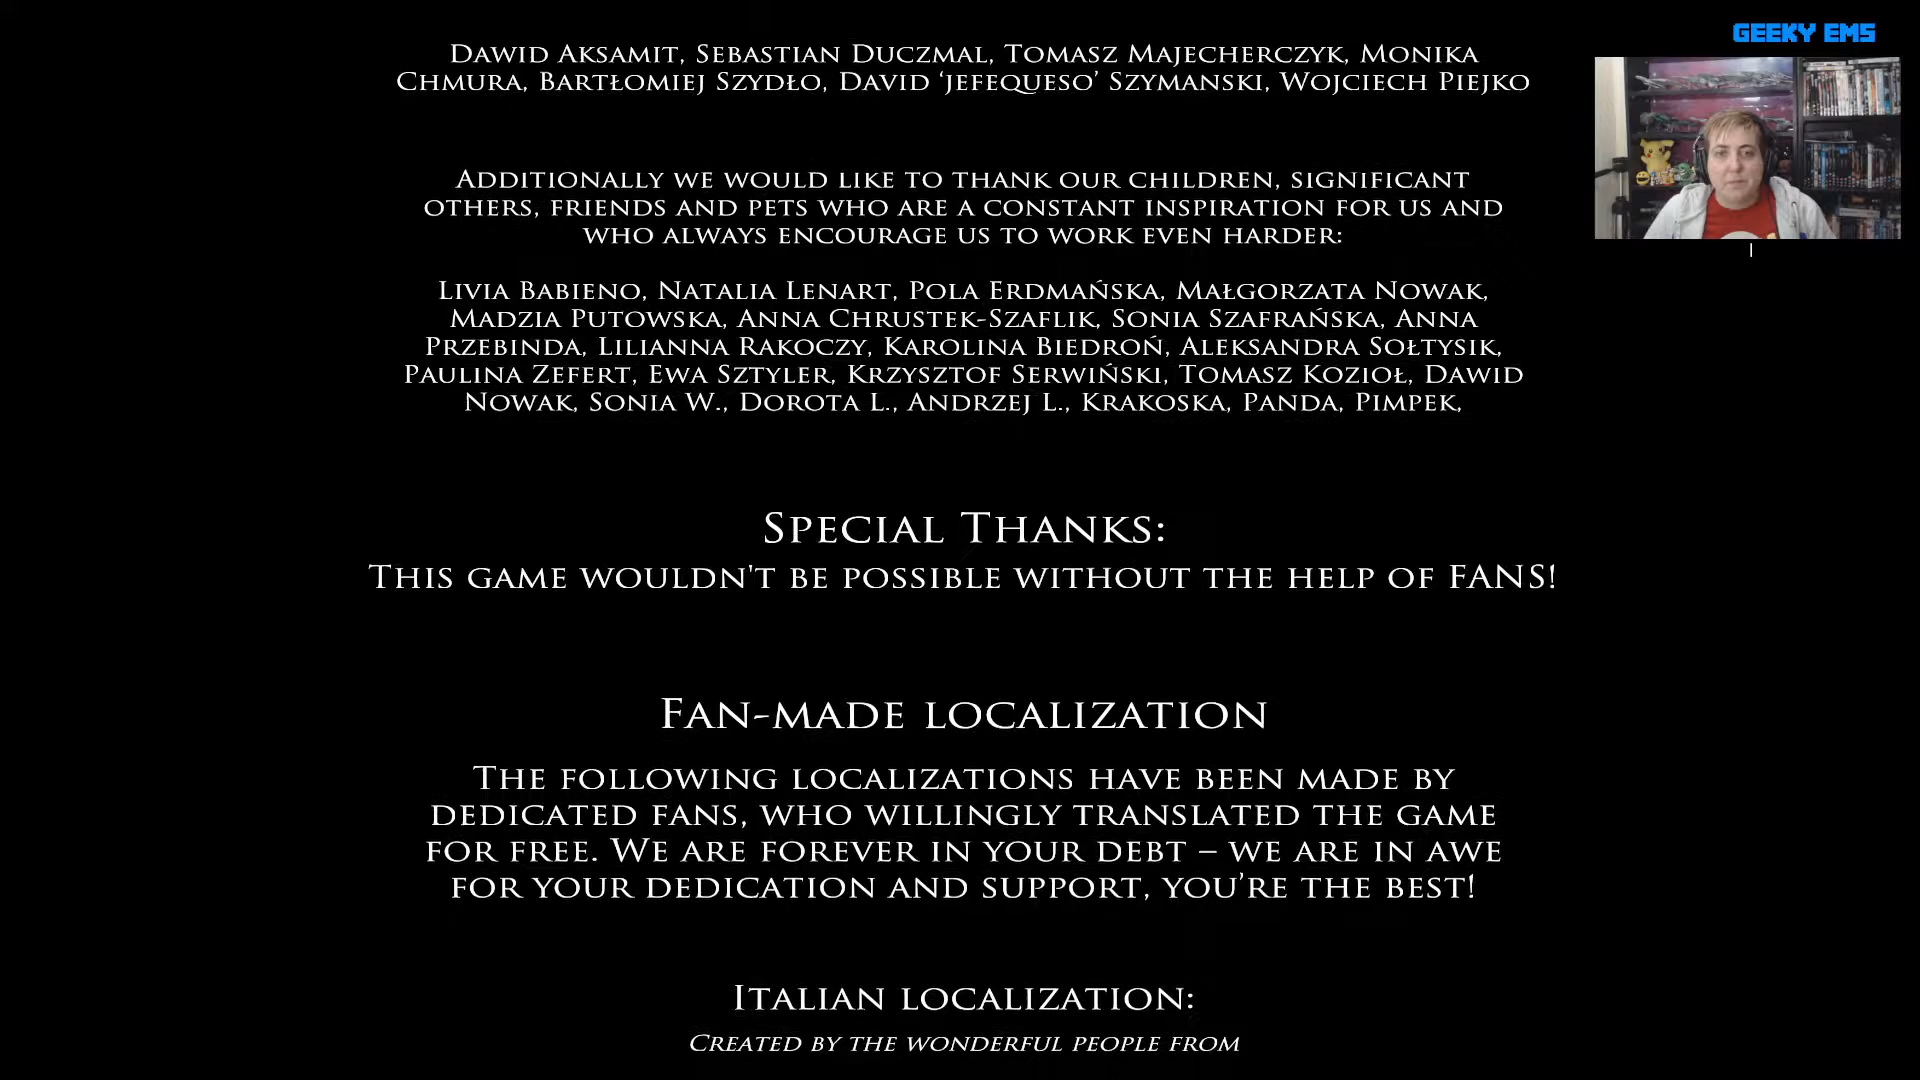 Dawid Aksamit, Sebastian Duczmal, Tomasz Majecherczyk, Monika
Chmura, Bartłomiej Szydło, David ‘jefequeso’ Szymanski, Wojciech Piejko
Additionally we would like to thank our children, significant
others, friends and pets who are a constant inspiration for us and
who always encourage us to work even harder:
Livia Babieno, Natalia Lenart, Pola Erdmańska, Małgorzata Nowak,
Madzia Putowska, Anna Chrustek-Szaflik, Sonia Szafrańska, Anna
Przebinda, Lilianna Rakoczy, Karolina Biedroń, Aleksandra Sołtysik,
Paulina Zefert, Ewa Sztyler, Krzysztof Serwiński, Tomasz Kozioł, Dawid
Nowak, Sonia W., Dorota L., Andrzej L., Krakoska, Panda, Pimpek,
Special Thanks:
This game wouldn't be possible without the help of FANS!
Fan-made localization
The following localizations have been made by
dedicated fans, who willingly translated the game
for free. We are forever in your debt – we are in awe
for your dedication and support, you’re the best!
Italian localization:
Created by the wonderful people from
GEEKY EMS